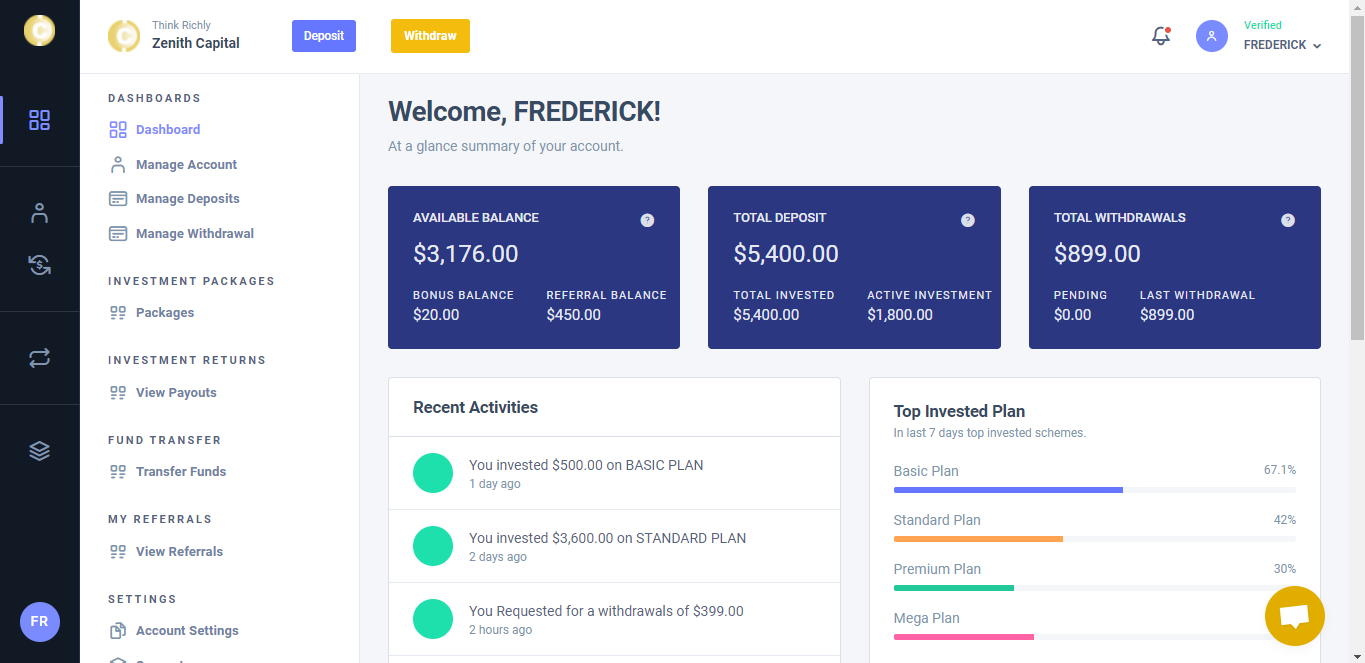 Think Richly
Zenith Capital
Deposit
Withdraw
Verified
FREDERICK
DASHBOARDS
Dashboard
Manage Account
Manage Deposits
Manage Withdrawal
INVESTMENT PACKAGES
Packages
INVESTMENT RETURNS
View Payouts
FUND TRANSFER
Transfer Funds
MY REFERRALS
View Referrals
SETTINGS
Account Settings
FR
Welcome, FREDERICK!
At a glance summary of your account.
AVAILABLE BALANCE ?
$3,176.00
BONUS BALANCE REFERRAL BALANCE
$20.00 $450.00
TOTAL DEPOSIT ?
$5,400.00
TOTAL INVESTED ACTIVE INVESTMENT
$5,400.00 $1,800.00
TOTAL WITHDRAWALS ?
$899.00
PENDING LAST WITHDRAWAL
$0.00 $899.00
Recent Activities
You invested $500.00 on BASIC PLAN
1 day ago
You invested $3,600.00 on STANDARD PLAN
2 days ago
You Requested for a withdrawals of $399.00
2 hours ago
Top Invested Plan
In last 7 days top invested schemes.
Basic Plan 67.1%
Standard Plan 42%
Premium Plan 30%
Mega Plan